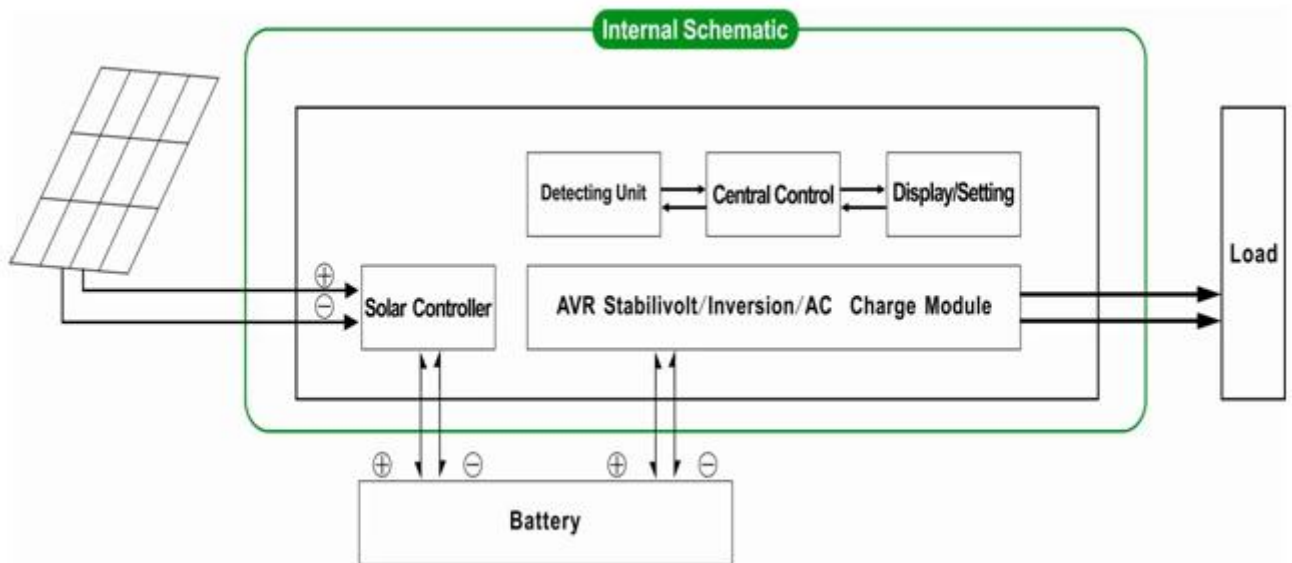 Internal Schematic
Detecting Unit
Central Control
Display/Setting
Load
⊕
⊖
Solar Controller
AVR Stabilivolt/Inversion/AC Charge Module
⊕ ⊖ ⊕ ⊖
Battery